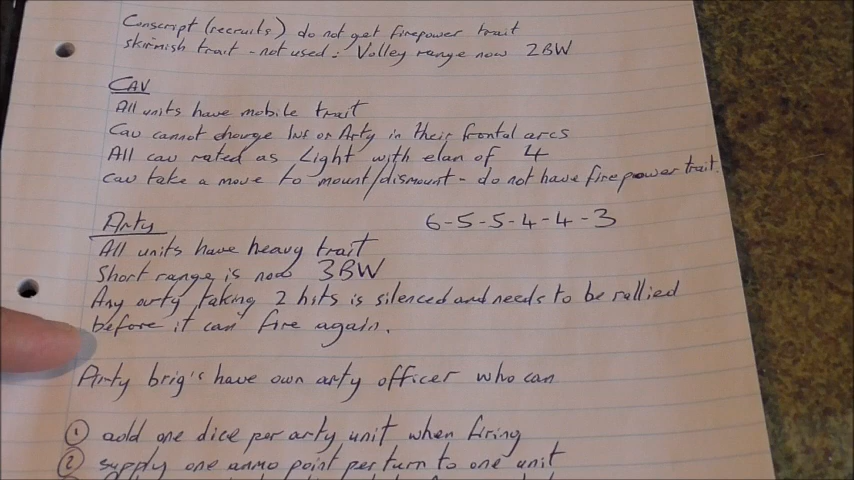 Conscript (recruits) do not get firepower trait
skirmish trait - not used : Volley range now 2BW
CAV
All units have mobile trait
Cav cannot charge Inf or Arty in their frontal arcs
All cav rated as Light with elan of 4
Cav take a move to mount/dismount - do not have firepower trait.
Arty 6-5-5-4-4-3
All units have heavy trait
Short range is now 3BW
Any arty taking 2 hits is silenced and needs to be rallied
before it can fire again.
Arty brig's have own arty officer who can
① add one dice per arty unit when firing
② supply one ammo point per turn to one unit